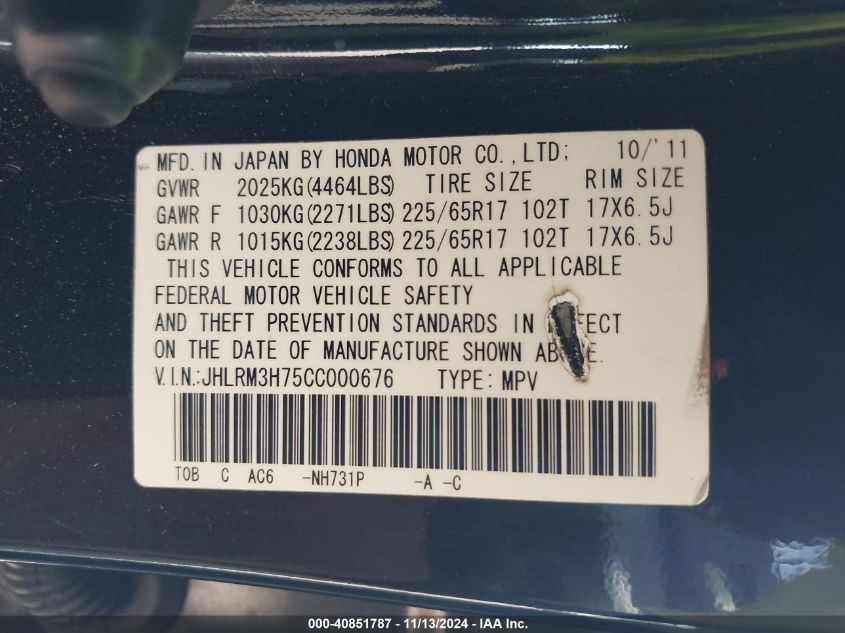 MFD. IN JAPAN BY HONDA MOTOR CO.,LTD; 10/'11
GVWR 2025KG(4464LBS) TIRE SIZE RIM SIZE
GAWR F 1030KG(2271LBS) 225/65R17 102T 17X6.5J
GAWR R 1015KG(2238LBS) 225/65R17 102T 17X6.5J
THIS VEHICLE CONFORMS TO ALL APPLICABLE
FEDERAL MOTOR VEHICLE SAFETY
AND THEFT PREVENTION STANDARDS IN EFFECT
ON THE DATE OF MANUFACTURE SHOWN ABOVE.
V.I.N.:JHLRM3H75CC000676 TYPE: MPV
TOB C AC6 -NH731P -A -C
000-40851787 - 11/13/2024 - IAA Inc.